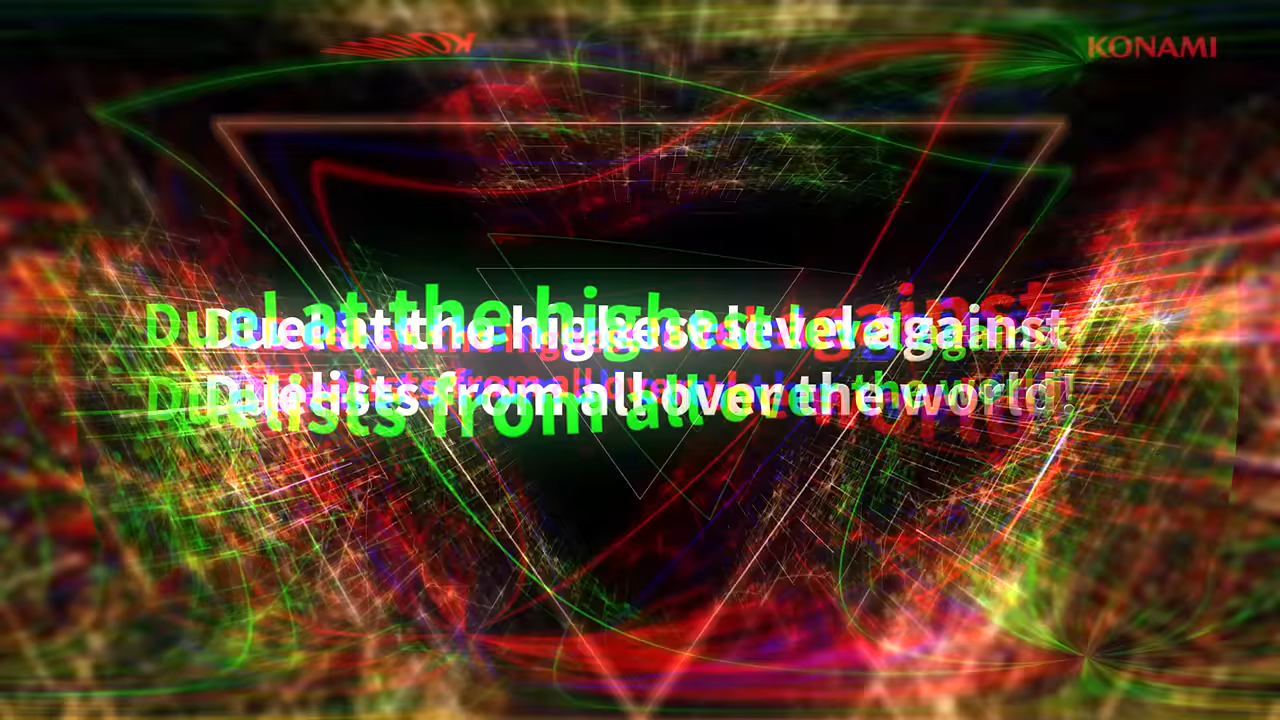 KONAMI
Duel at the highest level against
Duelists from all over the world!